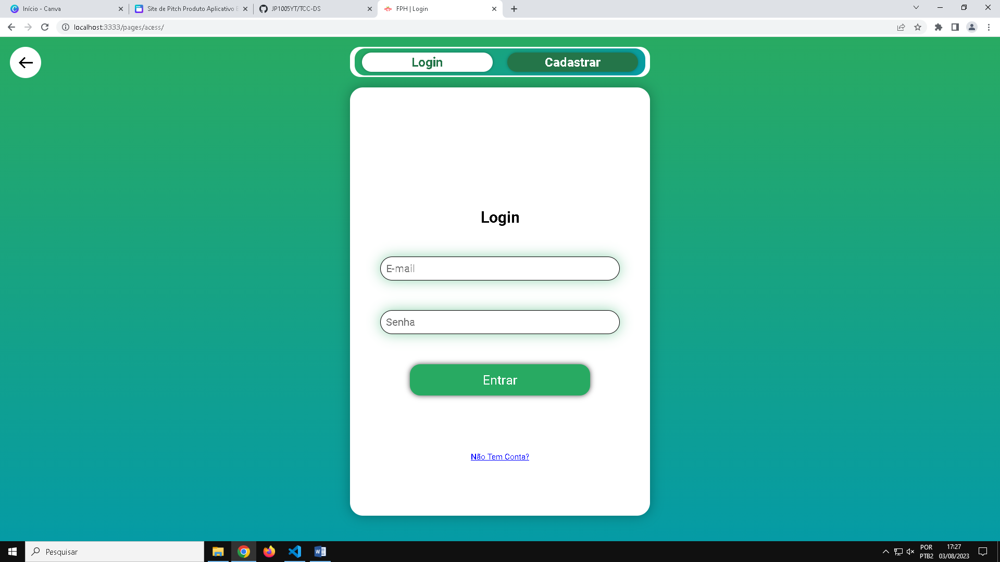 Início - Canva
Site de Pitch Produto Aplicativo E
JP1005YT/TCC-DS
FPH | Login
localhost:3333/pages/acess/
Login
Cadastrar
Login
E-mail
Senha
Entrar
Não Tem Conta?
Pesquisar
POR
PTB2
17:27
03/08/2023